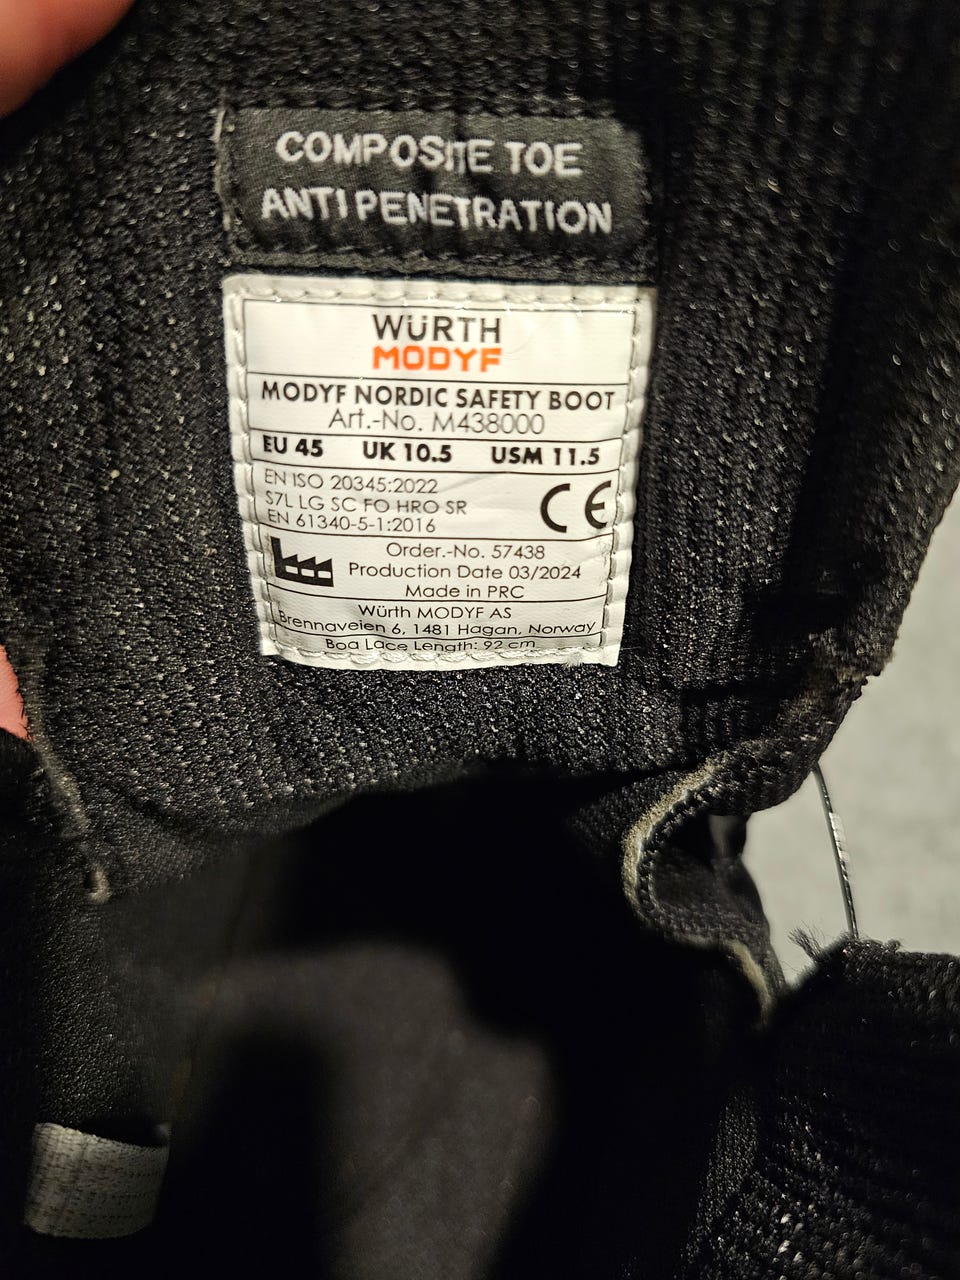 COMPOSITE TOE
ANTI PENETRATION
WÜRTH
MODYF
MODYF NORDIC SAFETY BOOT
Art.-No. M438000
EU 45 UK 10.5 USM 11.5
EN ISO 20345:2022
S7L LG SC FO HRO SR
EN 61340-5-1:2016
CE
Order.-No. 57438
Production Date 03/2024
Made in PRC
Würth MODYF AS
Brennaveien 6, 1481 Hagan, Norway
Boa Lace Length: 92 cm